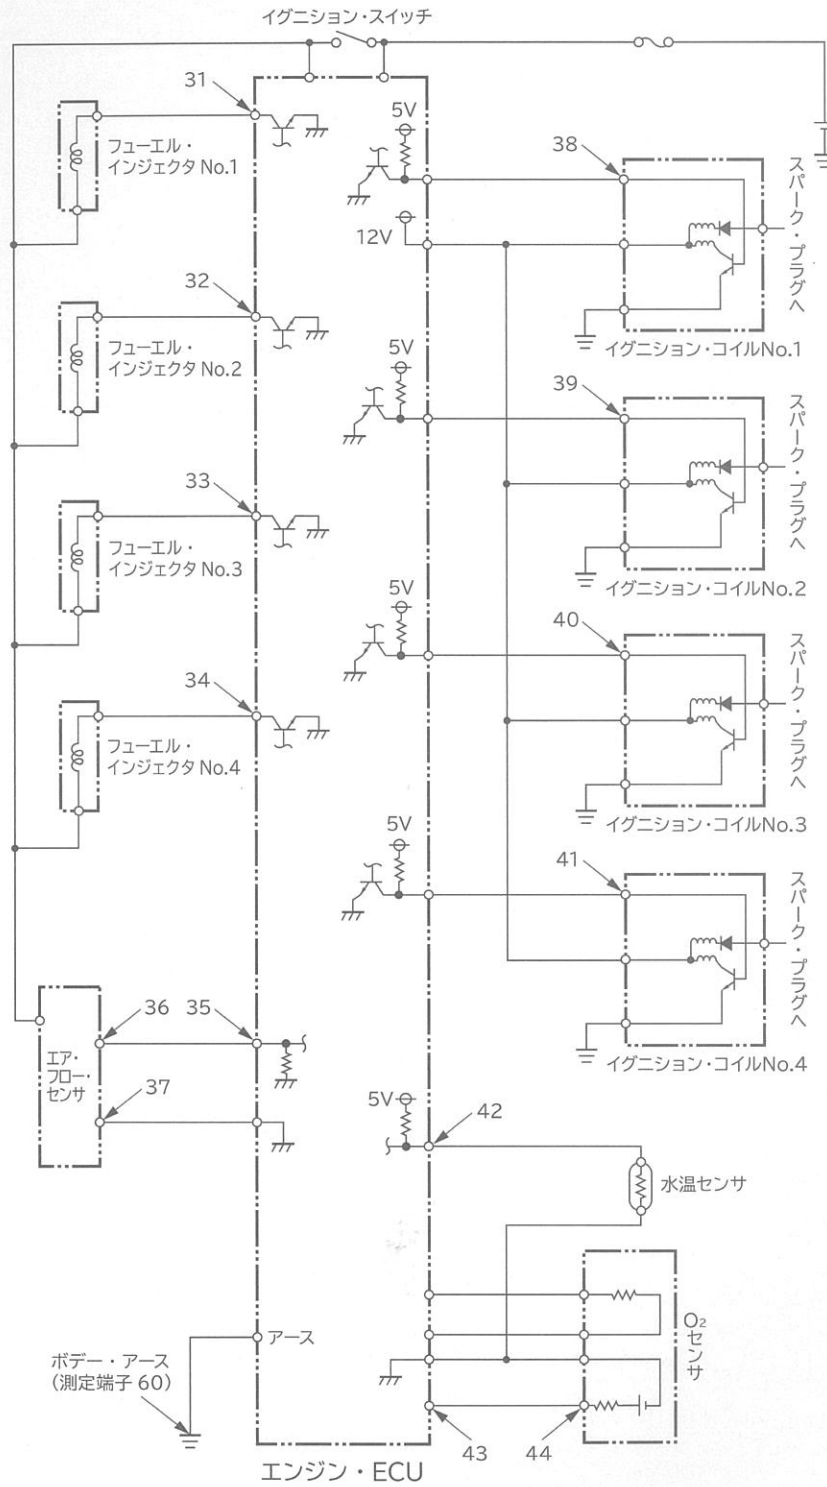 イグニション・スイッチ
31
フューエル・
インジェクタ No.1
5V
38
12V
スパーク・プラグへ
イグニション・コイルNo.1
32
フューエル・
インジェクタ No.2
5V
39
スパーク・プラグへ
イグニション・コイルNo.2
33
フューエル・
インジェクタ No.3
5V
40
スパーク・プラグへ
イグニション・コイルNo.3
34
フューエル・
インジェクタ No.4
5V
41
スパーク・プラグへ
イグニション・コイルNo.4
36
35
エア・
フロー・
センサ
37
5V
42
水温センサ
O₂センサ
アース
ボデー・アース
(測定端子 60)
43
44
エンジン・ECU